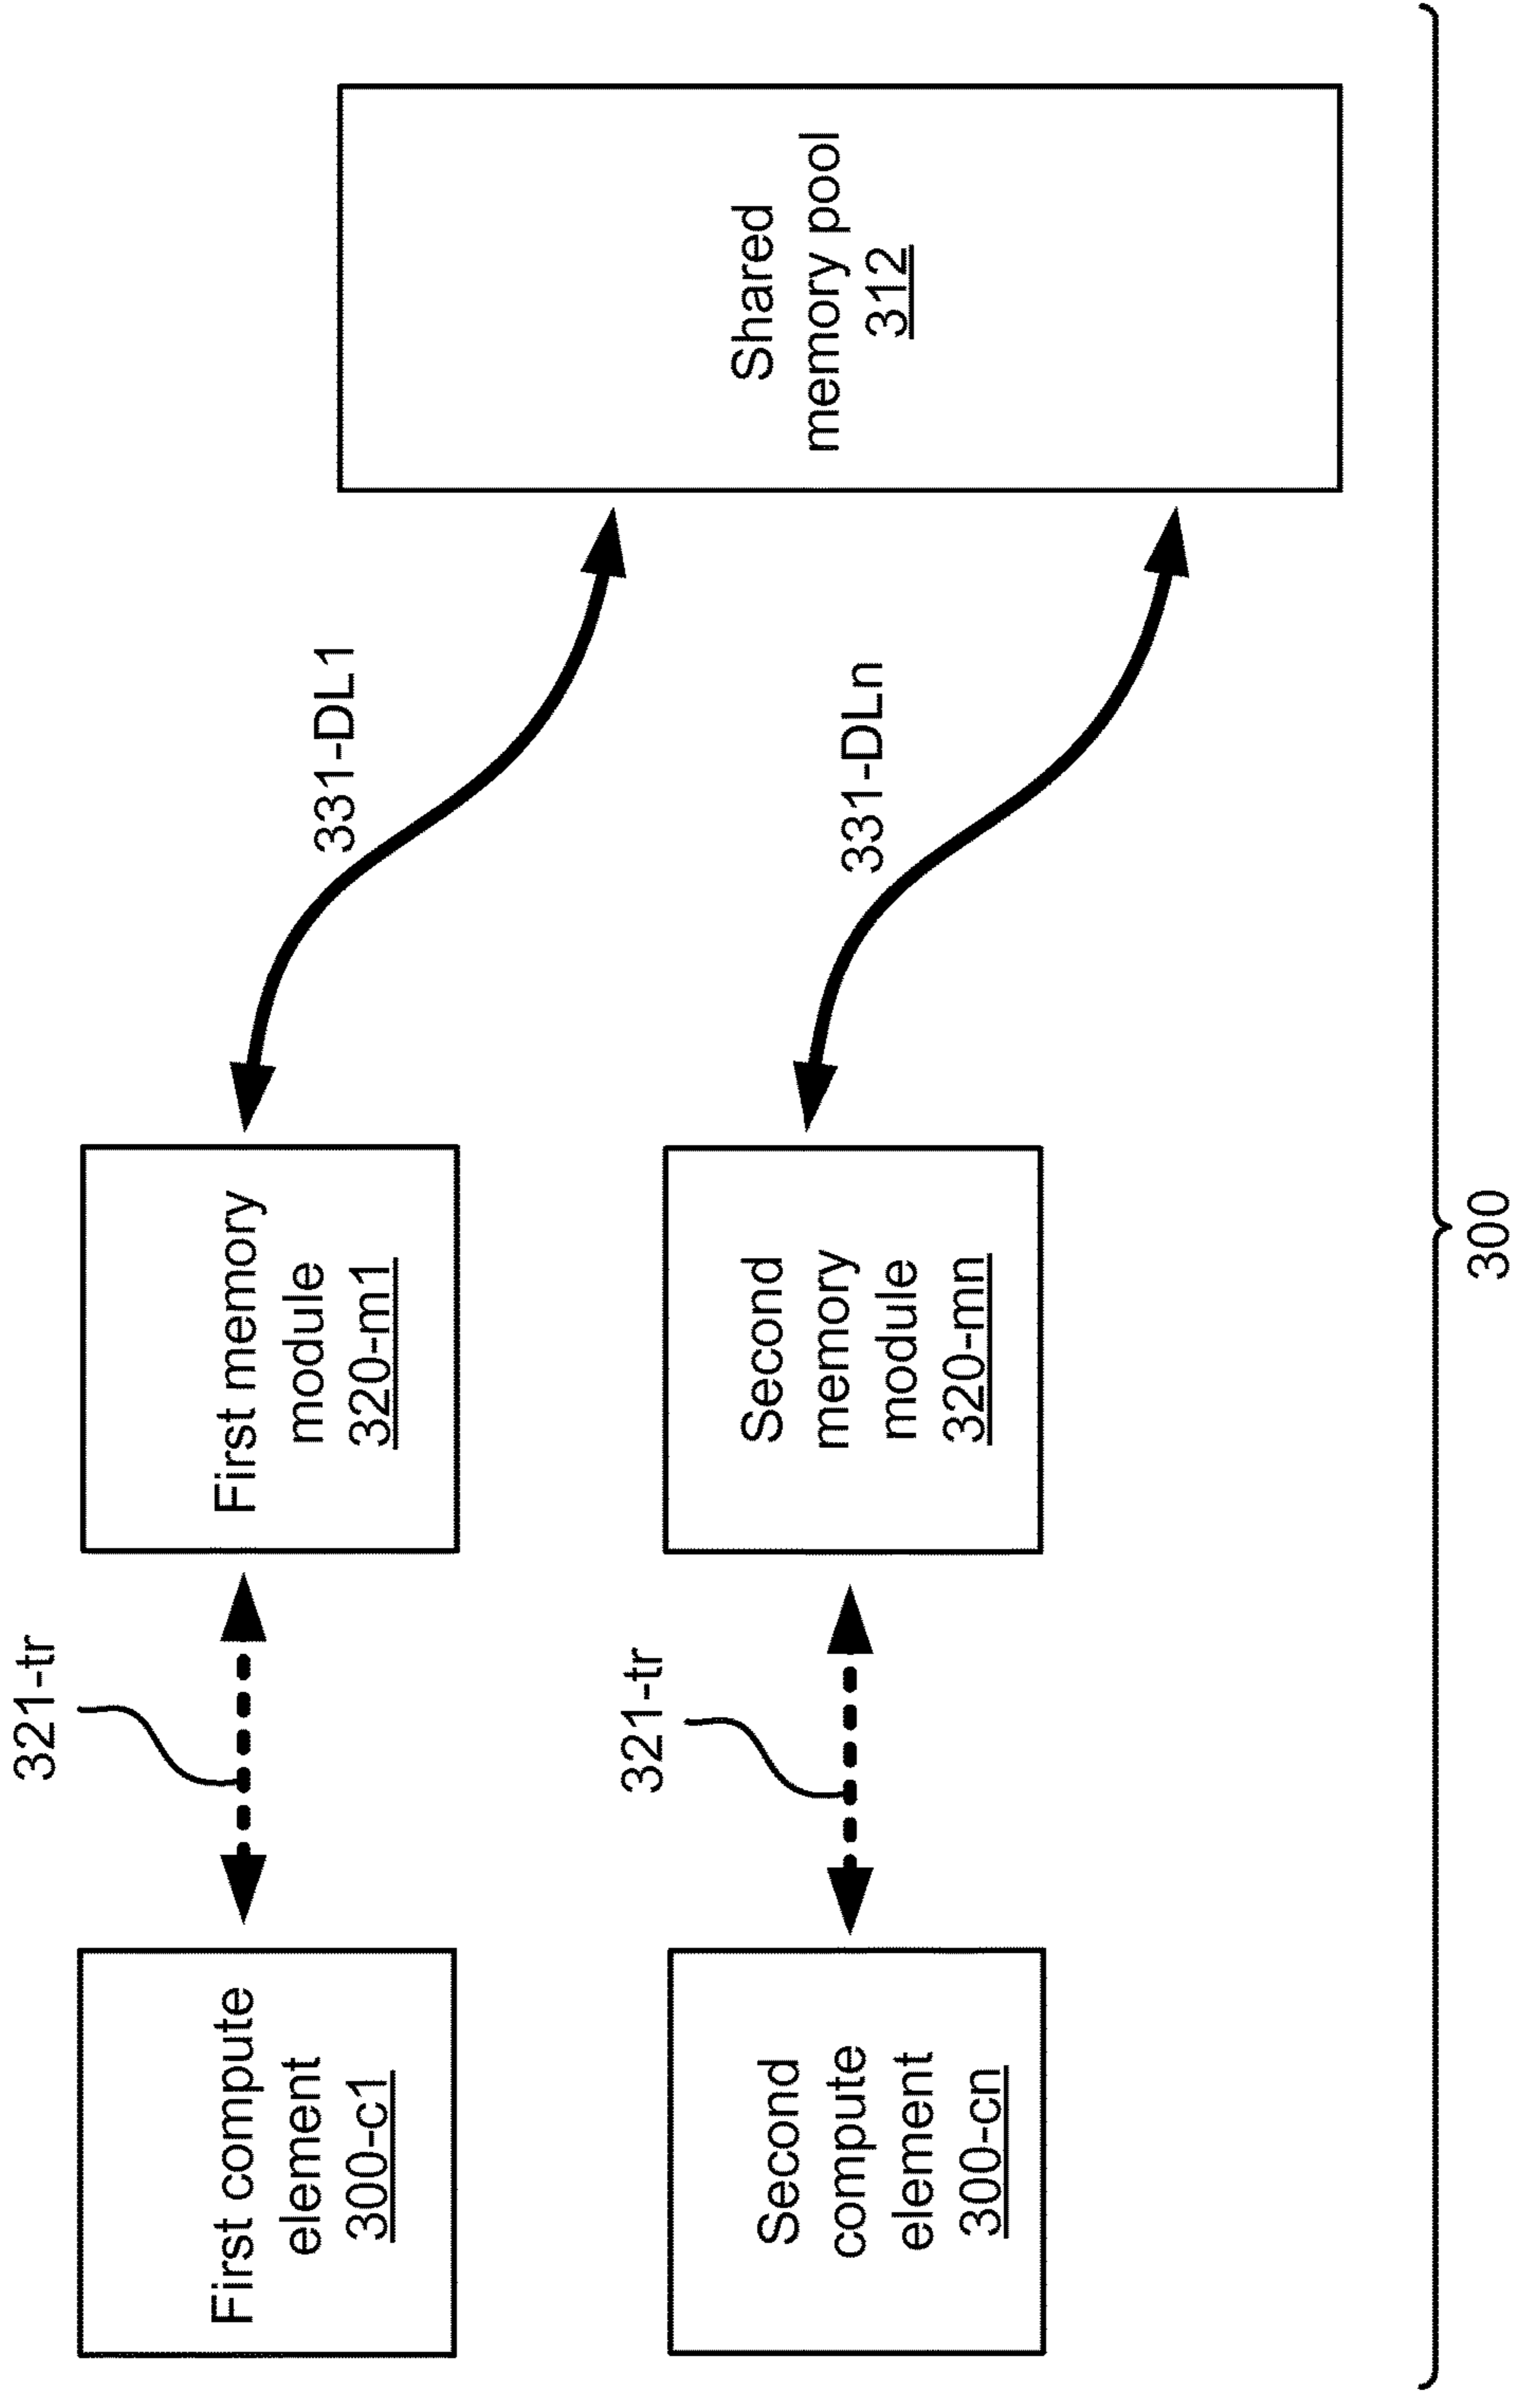 321-tr
First compute
element
300-c1
First memory
module
320-m1
331-DL1
Shared
memory pool
312
321-tr
Second
compute
element
300-cn
Second
memory
module
320-mn
331-DLn
300